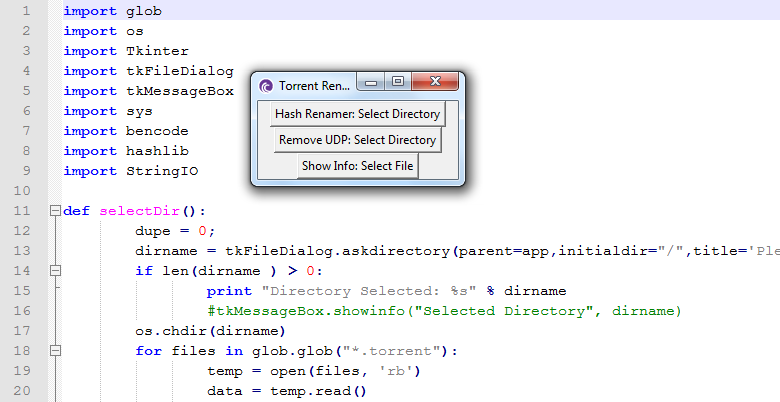 1 import glob
2 import os
3 import Tkinter
4 import tkFileDialog
5 import tkMessageBox
6 import sys
7 import bencode
8 import hashlib
9 import StringIO
10
11 def selectDir():
12 dupe = 0;
13 dirname = tkFileDialog.askdirectory(parent=app,initialdir="/",title='Ple
14 if len(dirname ) > 0:
15 print "Directory Selected: %s" % dirname
16 #tkMessageBox.showinfo("Selected Directory", dirname)
17 os.chdir(dirname)
18 for files in glob.glob("*.torrent"):
19 temp = open(files, 'rb')
20 data = temp.read()
Torrent Ren...
Hash Renamer: Select Directory
Remove UDP: Select Directory
Show Info: Select File